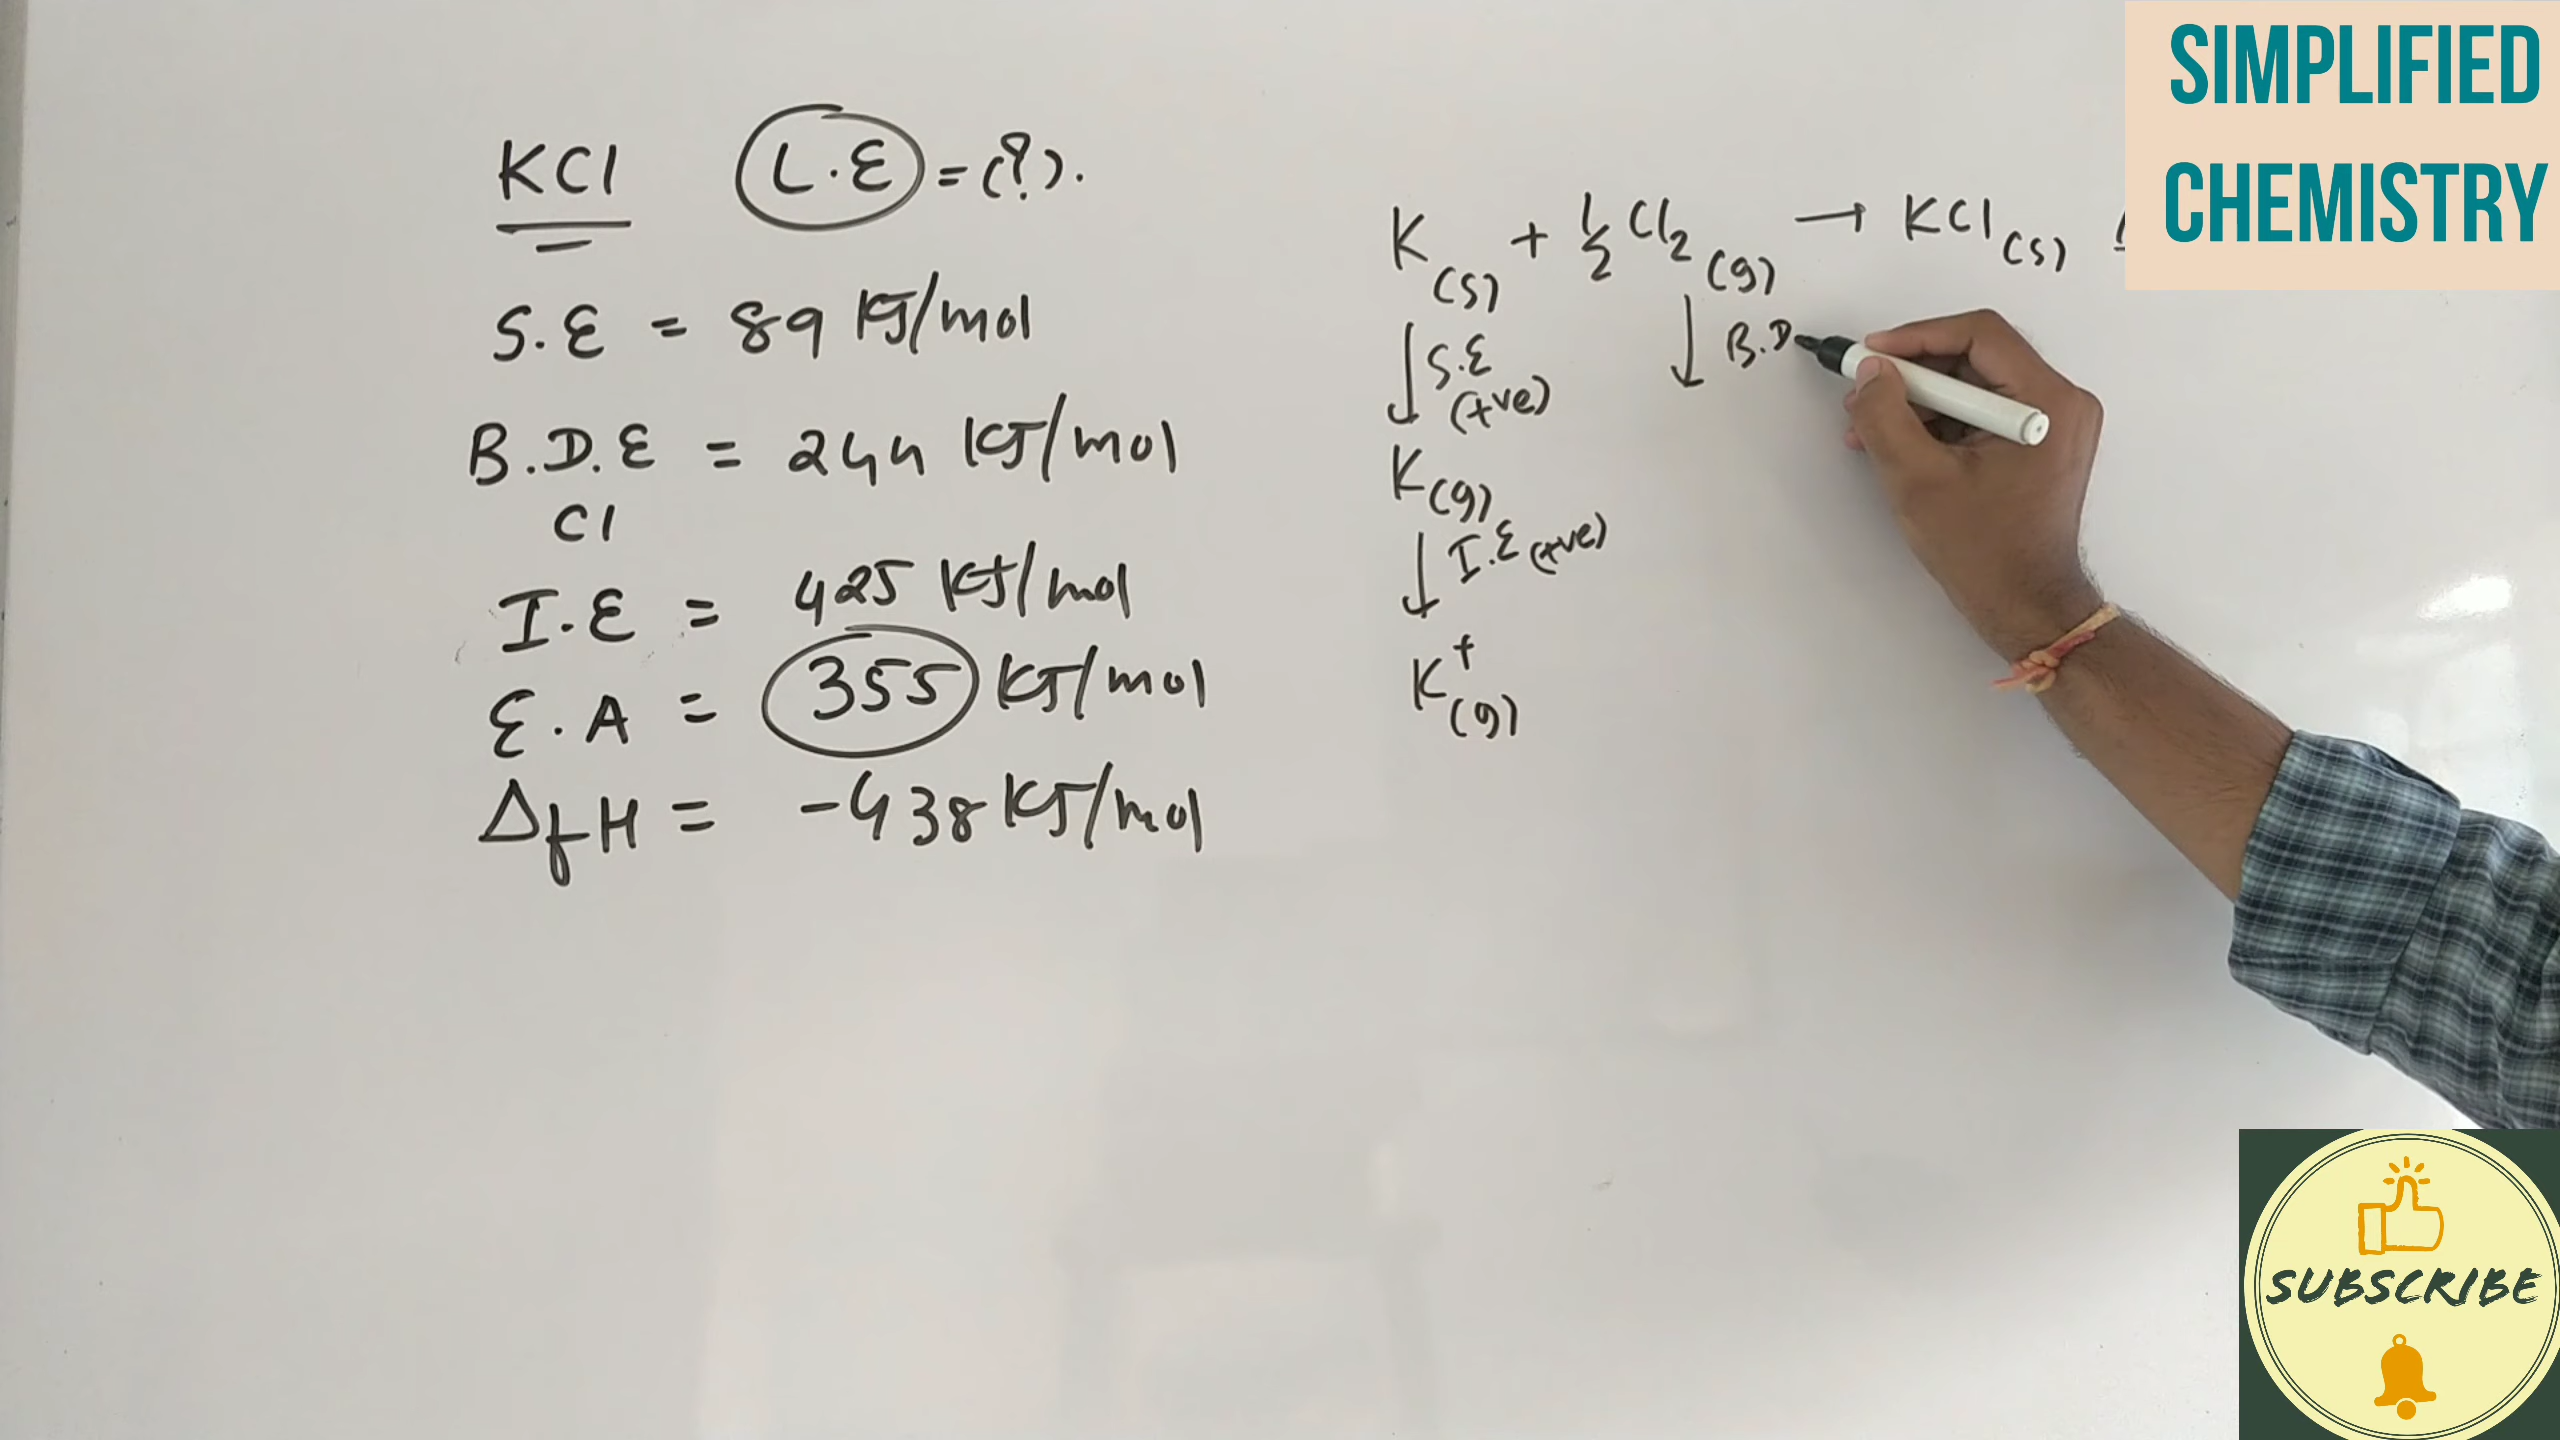 KCl L.E = (?).
S.E = 89 KJ/mol
B.D.E = 244 KJ/mol
Cl
I.E = 425 KJ/mol
E.A = 355 KJ/mol
ΔfH = -438 KJ/mol
K(s) + 1/2 Cl2(g) → KCl(s)
↓ S.E (+ve)
↓ B.D
K(g)
↓ I.E (+ve)
K+(g)
SIMPLIFIED
CHEMISTRY
SUBSCRIBE